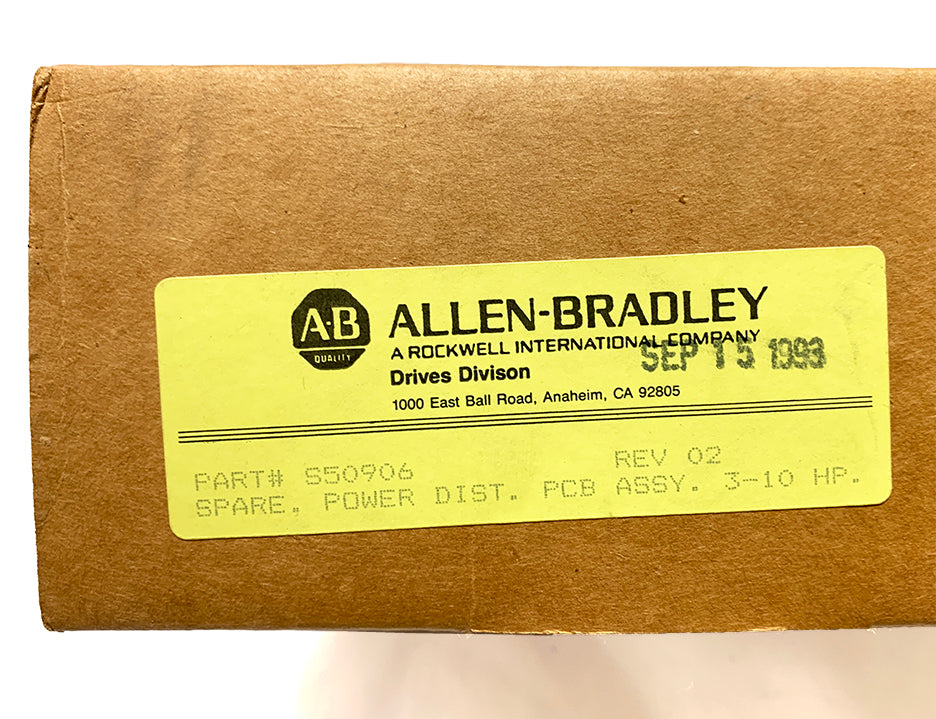 A-B
QUALITY
ALLEN-BRADLEY
A ROCKWELL INTERNATIONAL COMPANY
SEP 15 1993
Drives Divison
1000 East Ball Road, Anaheim, CA 92805
PART# S50906 REV 02
SPARE, POWER DIST. PCB ASSY. 3-10 HP.